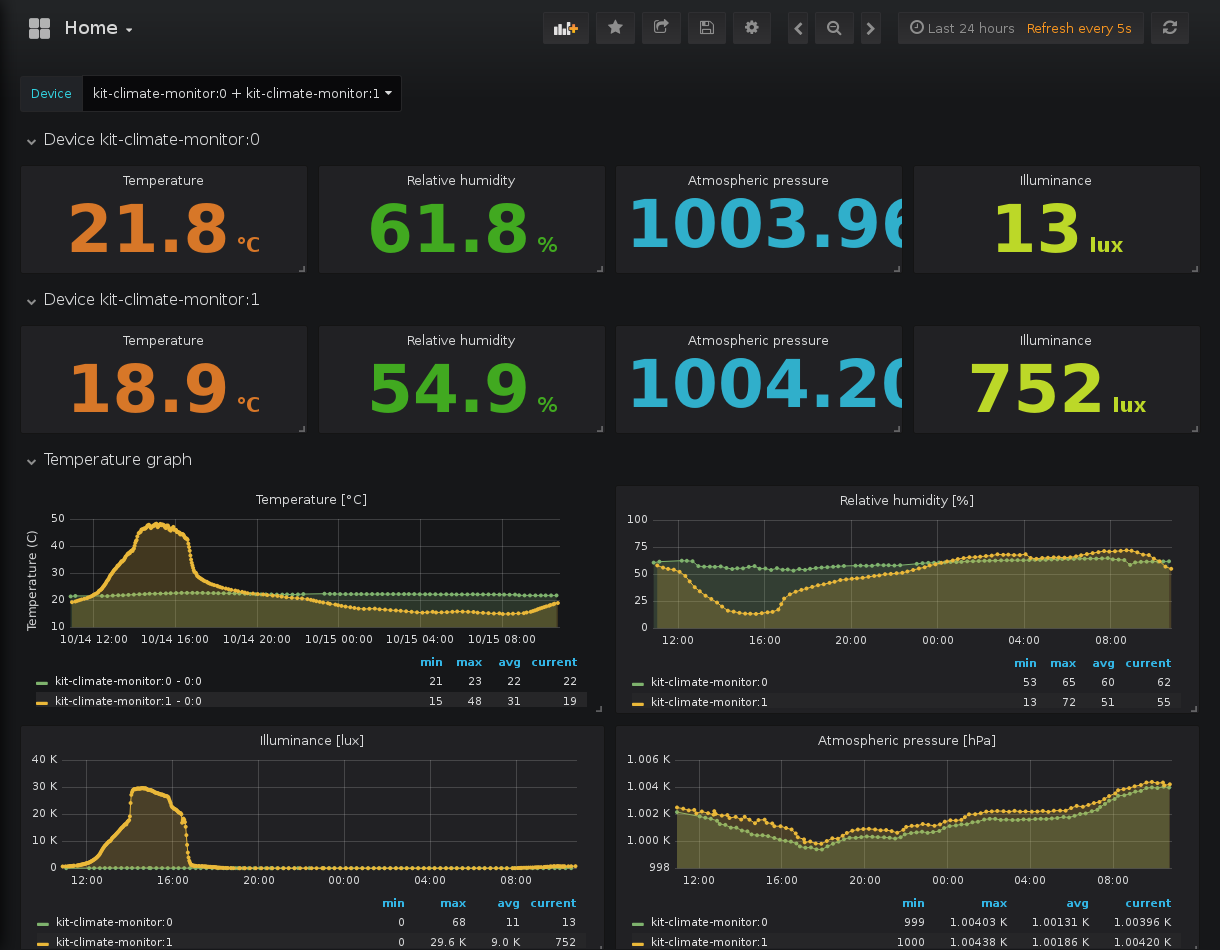 Home
Last 24 hours Refresh every 5s
Device kit-climate-monitor:0 + kit-climate-monitor:1
Device kit-climate-monitor:0
Temperature Relative humidity Atmospheric pressure Illuminance
21.8 °C 61.8 % 1003.96 13 lux
Device kit-climate-monitor:1
Temperature Relative humidity Atmospheric pressure Illuminance
18.9 °C 54.9 % 1004.20 752 lux
Temperature graph
Temperature [°C]
Temperature (C)
50
40
30
20
10
10/14 12:00 10/14 16:00 10/14 20:00 10/15 00:00 10/15 04:00 10/15 08:00
min max avg current
kit-climate-monitor:0 - 0:0 21 23 22 22
kit-climate-monitor:1 - 0:0 15 48 31 19
Relative humidity [%]
100
75
50
25
0
12:00 16:00 20:00 00:00 04:00 08:00
min max avg current
kit-climate-monitor:0 53 65 60 62
kit-climate-monitor:1 13 72 51 55
Illuminance [lux]
40 K
30 K
20 K
10 K
0
12:00 16:00 20:00 00:00 04:00 08:00
min max avg current
kit-climate-monitor:0 0 68 11 13
kit-climate-monitor:1 0 29.6 K 9.0 K 752
Atmospheric pressure [hPa]
1.006 K
1.004 K
1.002 K
1.000 K
998
12:00 16:00 20:00 00:00 04:00 08:00
min max avg current
kit-climate-monitor:0 999 1.00403 K 1.00131 K 1.00396 K
kit-climate-monitor:1 1000 1.00438 K 1.00186 K 1.00420 K